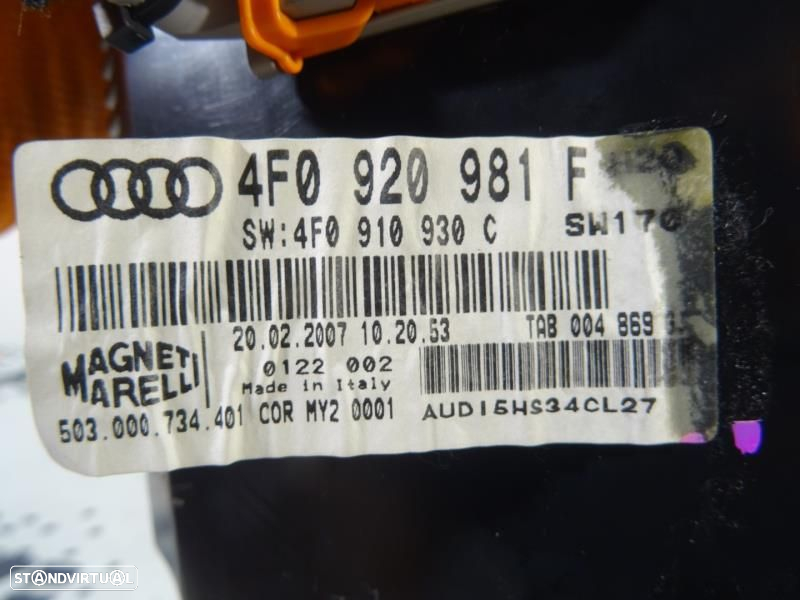 4F0 920 981 F H20
SW:4F0 910 930 C SW170
20.02.2007 10.20.53 TAB 004 869
0122 002
Made in Italy
MAGNETI
MARELLI
503.000.734.401 COR MY2 0001
AUDI5HS34CL27
STANDVIRTUAL